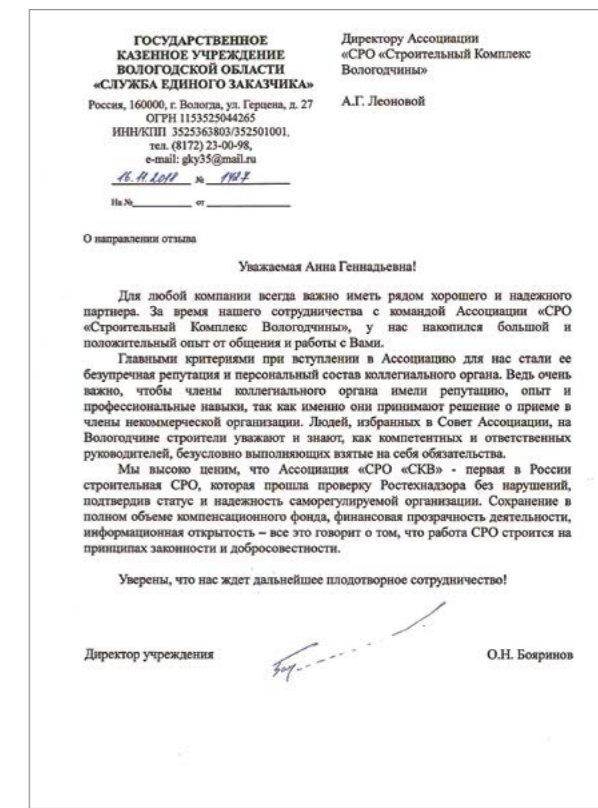 ГОСУДАРСТВЕННОЕ
КАЗЕННОЕ УЧРЕЖДЕНИЕ
ВОЛОГОДСКОЙ ОБЛАСТИ
«СЛУЖБА ЕДИНОГО ЗАКАЗЧИКА»
Россия, 160000, г. Вологда, ул. Герцена, д. 27
ОГРН 1153525044265
ИНН/КПП 3525363803/352501001,
тел. (8172) 23-00-98,
e-mail: gky35@mail.ru
16.11.2018 № 1427
На №__________ от ______________
Директору Ассоциации
«СРО «Строительный Комплекс
Вологодчины»
А.Г. Леоновой
О направлении отзыва
Уважаемая Анна Геннадьевна!
Для любой компании всегда важно иметь рядом хорошего и надежного
партнера. За время нашего сотрудничества с командой Ассоциации «СРО
«Строительный Комплекс Вологодчины», у нас накопился большой и
положительный опыт от общения и работы с Вами.
Главными критериями при вступлении в Ассоциацию для нас стали ее
безупречная репутация и персональный состав коллегиального органа. Ведь очень
важно, чтобы члены коллегиального органа имели репутацию, опыт и
профессиональные навыки, так как именно они принимают решение о приеме в
члены некоммерческой организации. Людей, избранных в Совет Ассоциации, на
Вологодчине строители уважают и знают, как компетентных и ответственных
руководителей, безусловно выполняющих взятые на себя обязательства.
Мы высоко ценим, что Ассоциация «СРО «СКВ» - первая в России
строительная СРО, которая прошла проверку Ростехнадзора без нарушений,
подтвердив статус и надежность саморегулируемой организации. Сохранение в
полном объеме компенсационного фонда, финансовая прозрачность деятельности,
информационная открытость – все это говорит о том, что работа СРО строится на
принципах законности и добросовестности.
Уверены, что нас ждет дальнейшее плодотворное сотрудничество!
Директор учреждения
О.Н. Бояринов